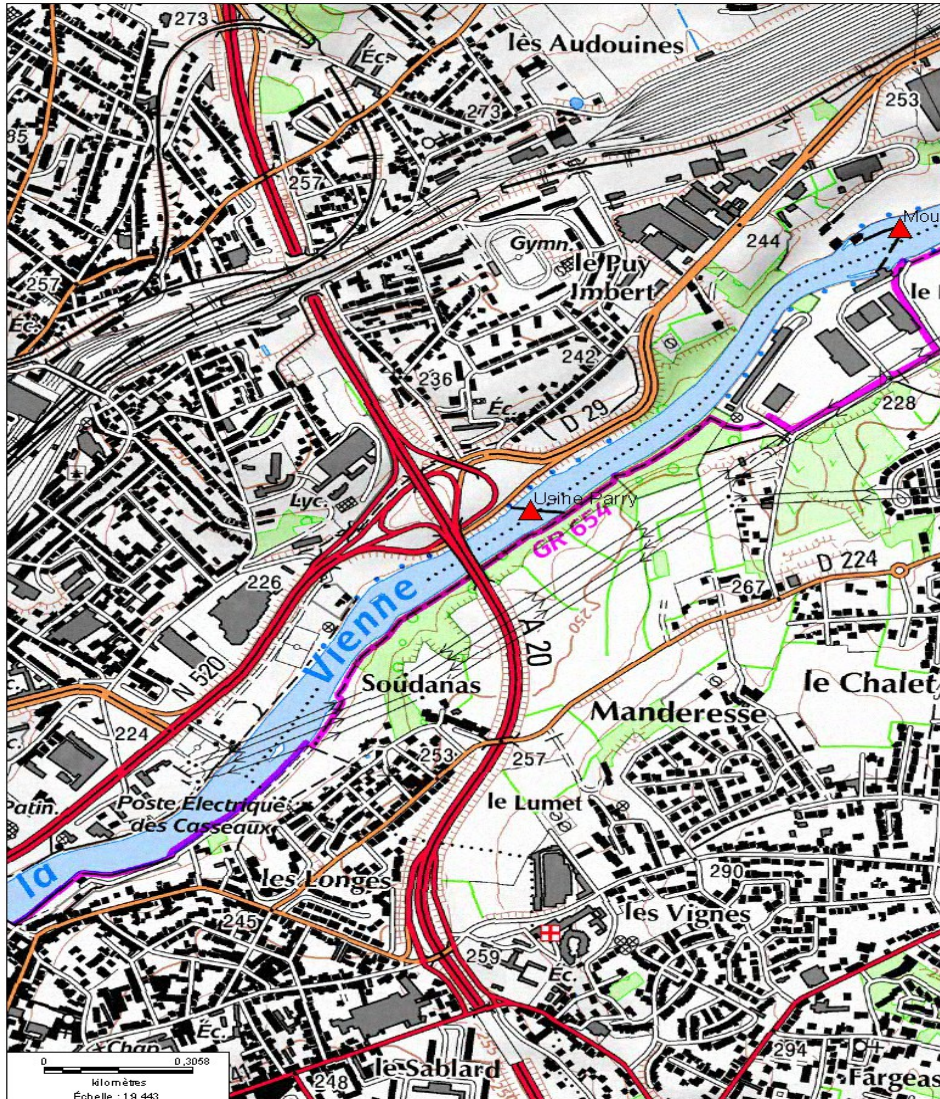 273
Éc.
lès Audouines
253
273
85
257
Mou
244
Gymn.
le Puy
Imbert
257
le
Éc.
242
236
Éc.
D 29
228
250
Lyc.
Usine Parry
GR 654
D 224
226
267
250
Vienne
A 20
N 520
Soudanas
le Chalet
Manderesse
224
253
257
c.
Patin.
Poste Electrique
des Casseaux
le Lumet
la
les Longes
290
les Vignes
245
259
Éc.
Éc.
Chap.
255
294
0
0,3058
kilomètres
Échelle : 19 443
41
248
le Sablard
Fargeas